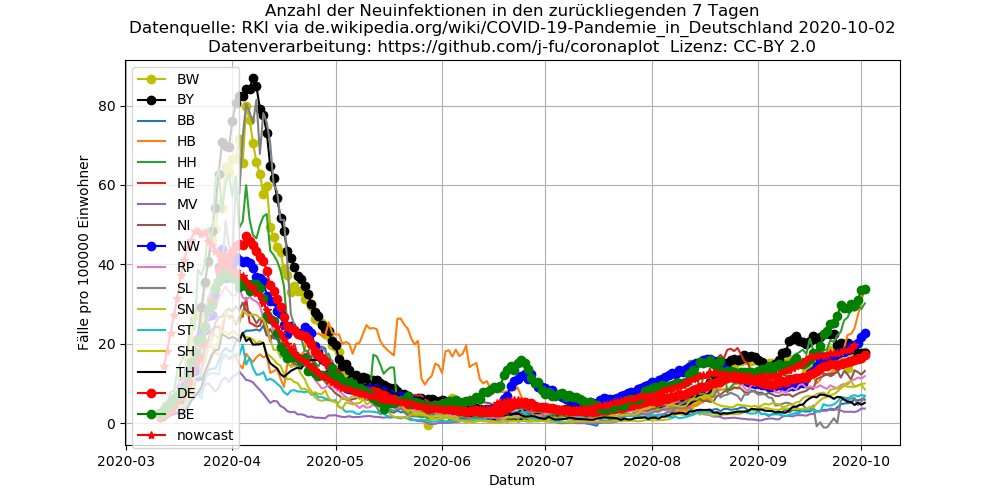 Anzahl der Neuinfektionen in den zurückliegenden 7 Tagen
Datenquelle: RKI via de.wikipedia.org/wiki/COVID-19-Pandemie_in_Deutschland 2020-10-02
Datenverarbeitung: https://github.com/j-fu/coronaplot Lizenz: CC-BY 2.0
Fälle pro 100000 Einwohner
80
60
40
20
0
BW
BY
BB
HB
HH
HE
MV
NI
NW
RP
SL
SN
ST
SH
TH
DE
BE
nowcast
2020-03 2020-04 2020-05 2020-06 2020-07 2020-08 2020-09 2020-10
Datum